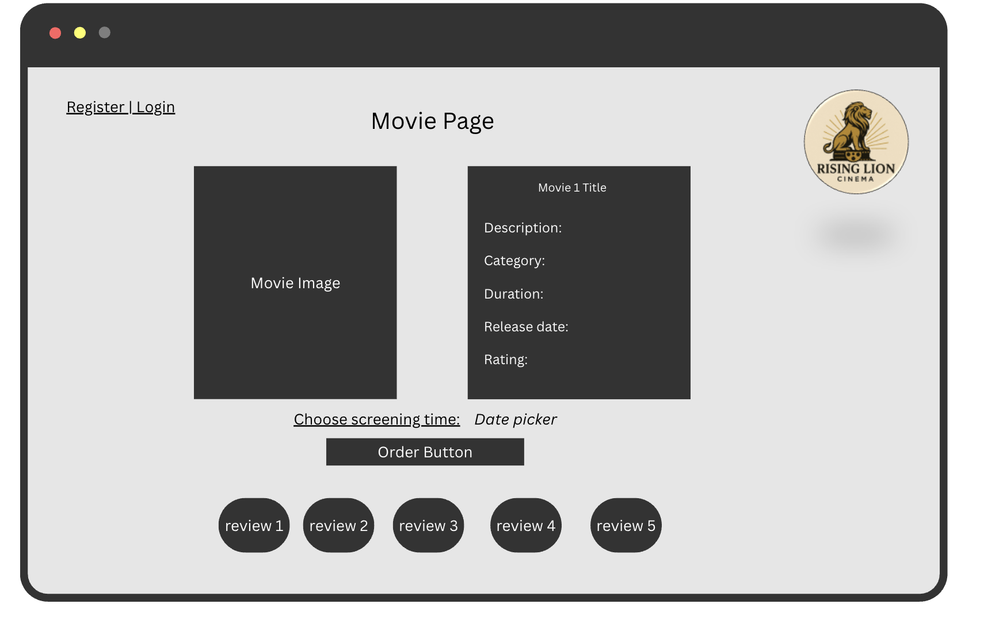 Register | Login
Movie Page
RISING LION
CINEMA
Movie Image
Movie 1 Title
Description:
Category:
Duration:
Release date:
Rating:
Choose screening time: Date picker
Order Button
review 1 review 2 review 3 review 4 review 5